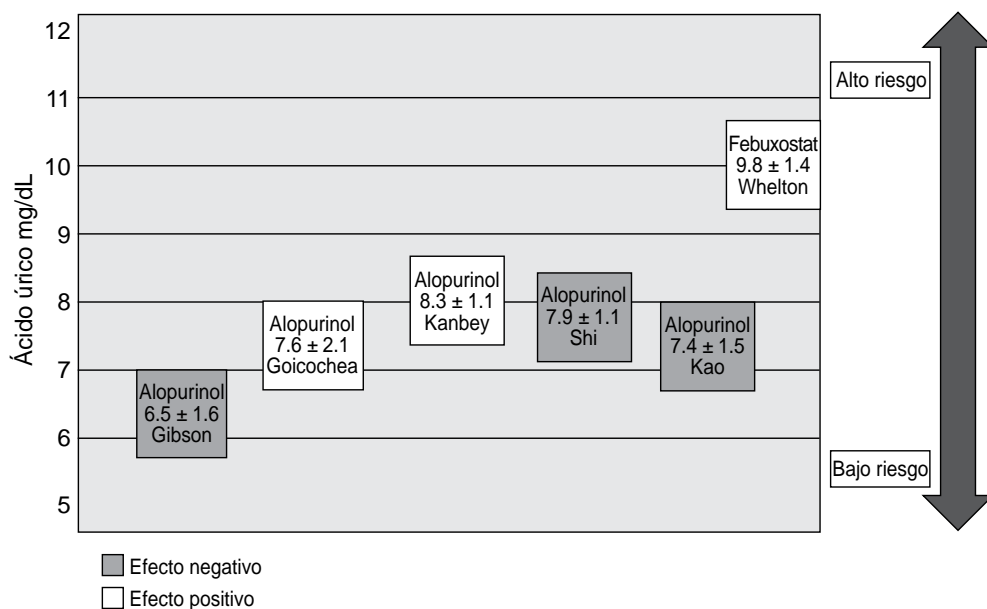 12
11
10
9
8
7
6
5
Ácido úrico mg/dL
Alopurinol
6.5 ± 1.6
Gibson
Alopurinol
7.6 ± 2.1
Goicochea
Alopurinol
8.3 ± 1.1
Kanbey
Alopurinol
7.9 ± 1.1
Shi
Alopurinol
7.4 ± 1.5
Kao
Febuxostat
9.8 ± 1.4
Whelton
Alto riesgo
Bajo riesgo
Efecto negativo
Efecto positivo